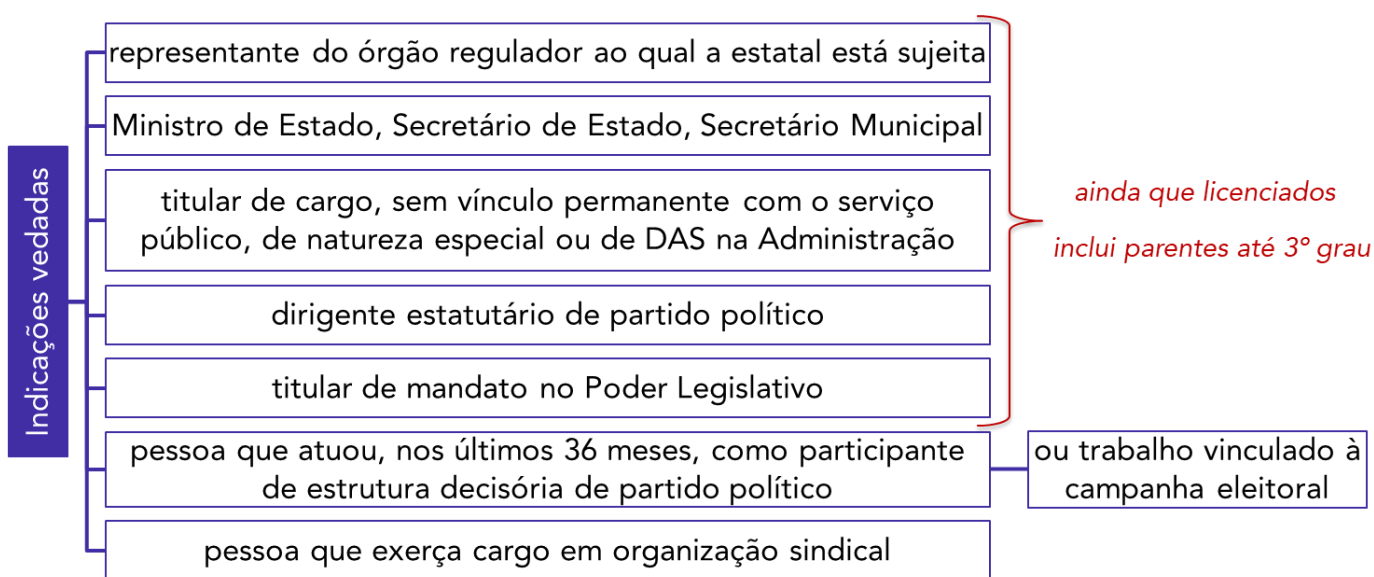 Indicações vedadas
representante do órgão regulador ao qual a estatal está sujeita
Ministro de Estado, Secretário de Estado, Secretário Municipal
titular de cargo, sem vínculo permanente com o serviço
público, de natureza especial ou de DAS na Administração
dirigente estatutário de partido político
titular de mandato no Poder Legislativo
ainda que licenciados
inclui parentes até 3º grau
pessoa que atuou, nos últimos 36 meses, como participante
de estrutura decisória de partido político
ou trabalho vinculado à
campanha eleitoral
pessoa que exerça cargo em organização sindical